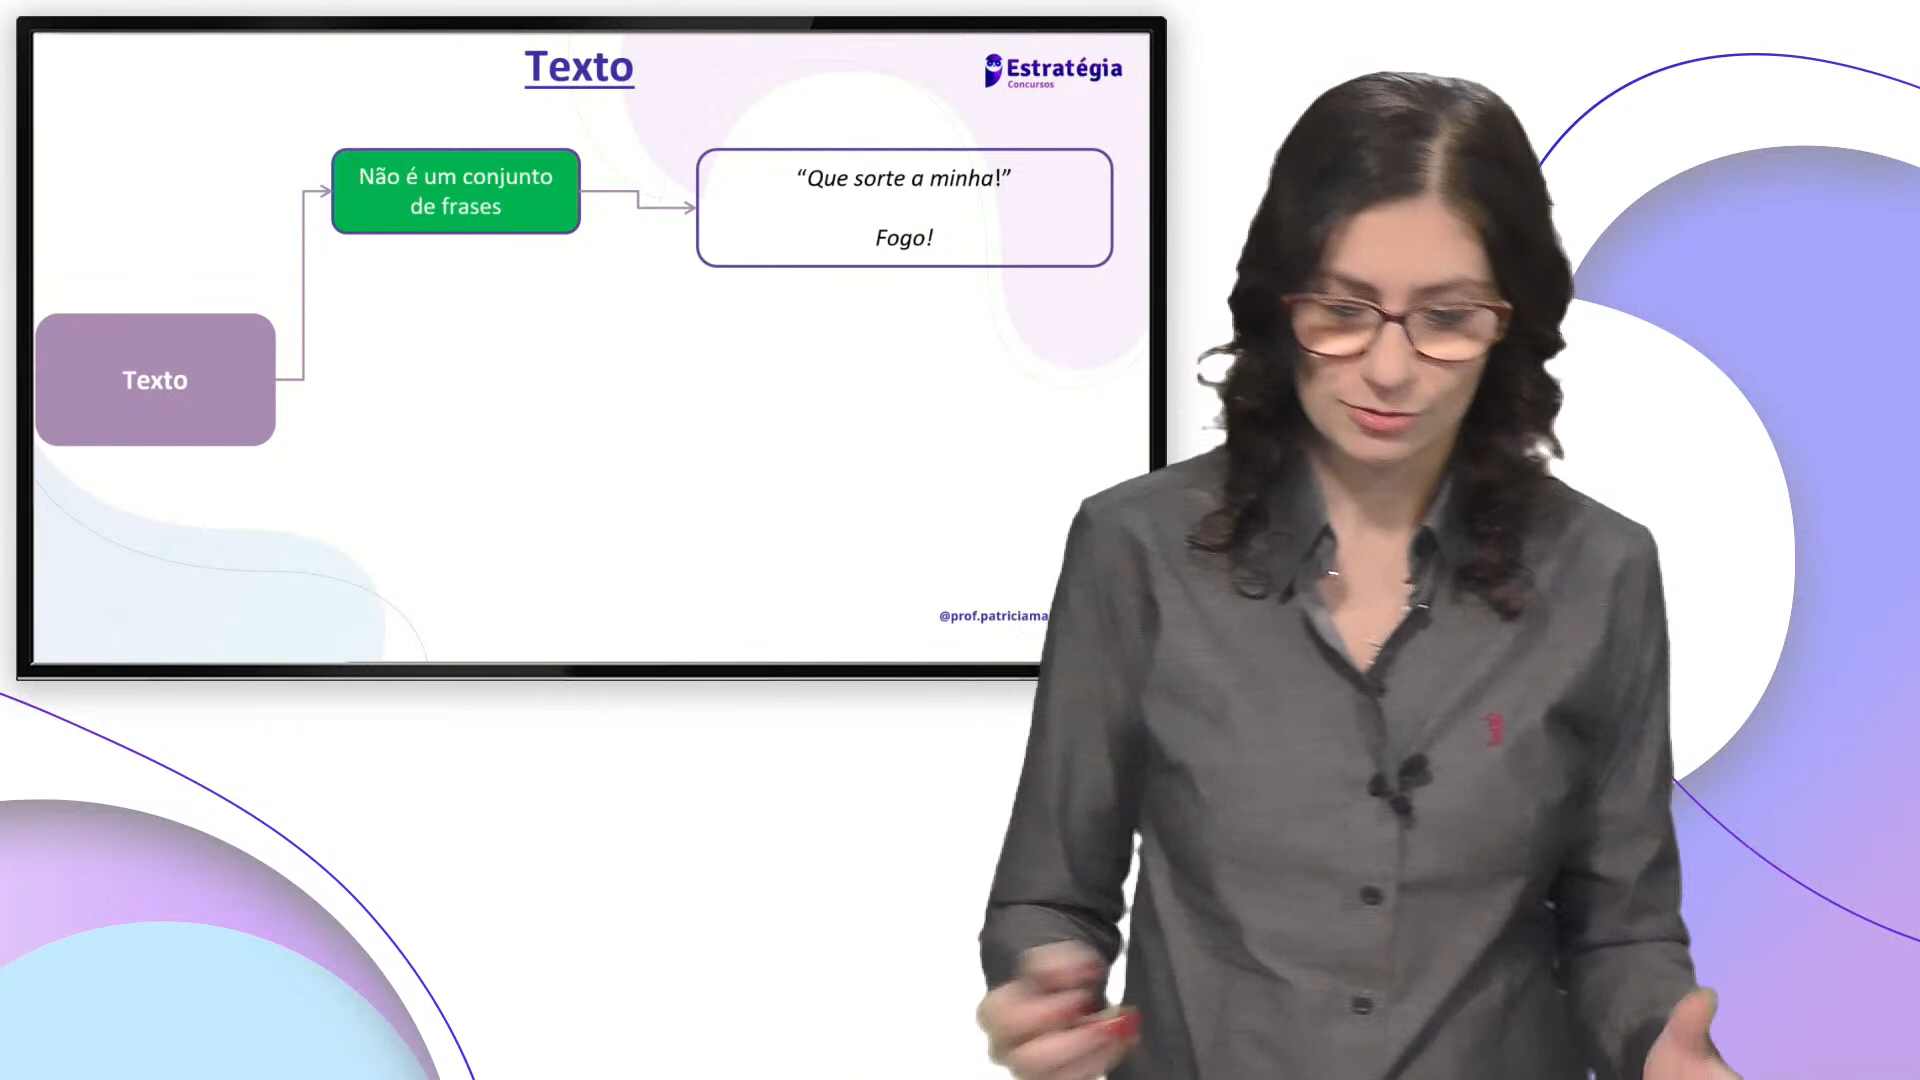 Texto
Estratégia
Concursos
Não é um conjunto
de frases
“Que sorte a minha!”
Fogo!
Texto
@prof.patriciama